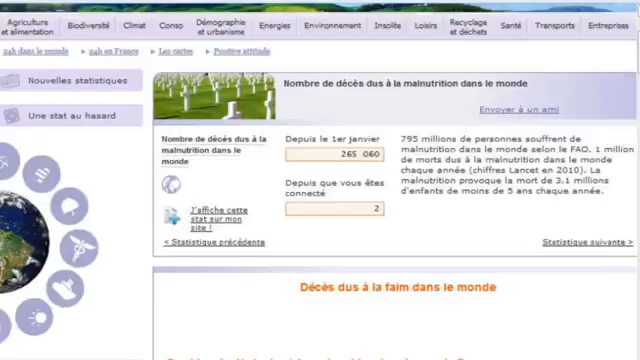 Agriculture et alimentation
Biodiversité
Climat
Conso
Démographie et urbanisme
Energies
Environnement
Insolite
Loisirs
Recyclage et déchets
Santé
Transports
Entreprises
24h dans le monde
24h en France
Les cartes
Positive attitude
Nouvelles statistiques
Une stat au hasard
Nombre de décès dus à la malnutrition dans le monde
Envoyer à un ami
Nombre de décès dus à la
malnutrition dans le
monde
J'affiche cette
stat sur mon
site !
Depuis le 1er janvier
265 060
Depuis que vous êtes
connecté
2
795 millions de personnes souffrent de
malnutrition dans le monde selon le FAO. 1 million
de morts dus à la malnutrition dans le monde
chaque année (chiffres Lancet en 2010). La
malnutrition provoque la mort de 3.1 millions
d'enfants de moins de 5 ans chaque année.
< Statistique précédente
Statistique suivante >
Décès dus à la faim dans le monde